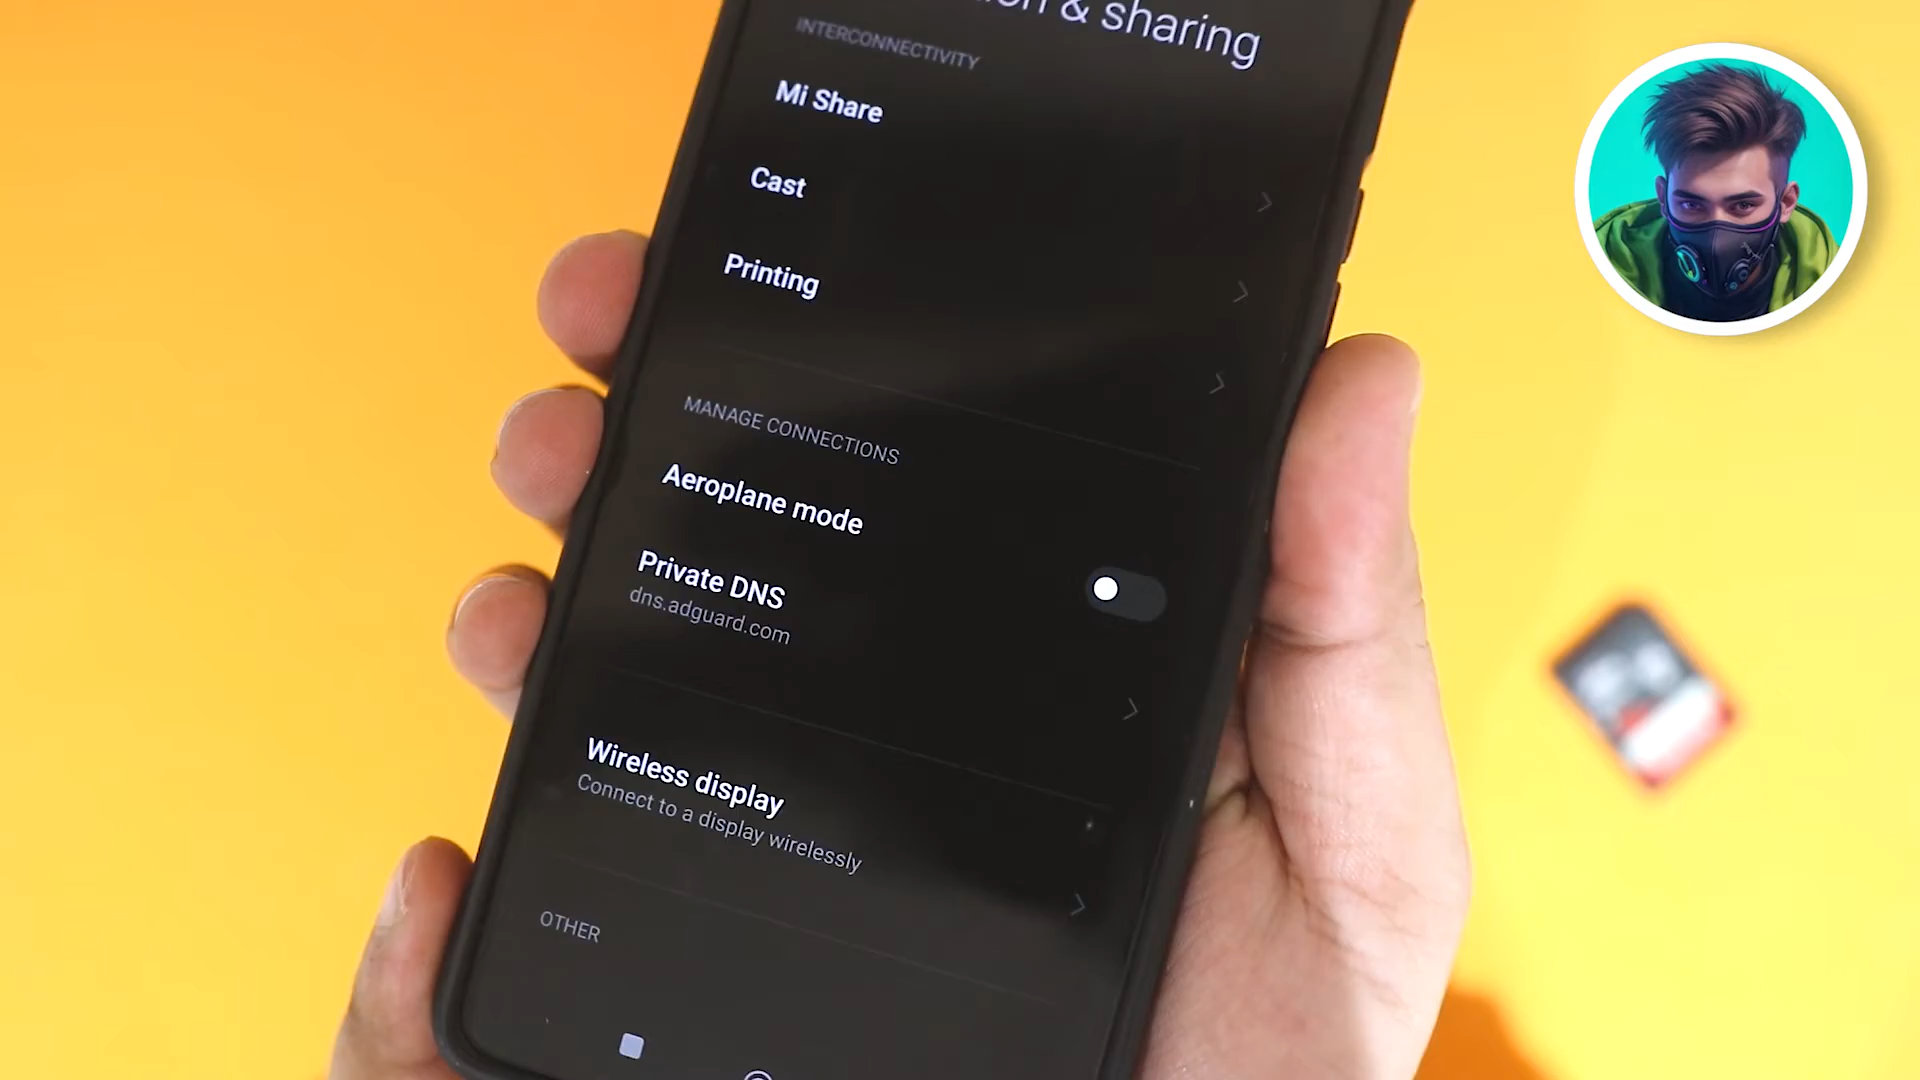 & sharing
INTERCONNECTIVITY
Mi Share
Cast
Printing
MANAGE CONNECTIONS
Aeroplane mode
Private DNS
dns.adguard.com
Wireless display
Connect to a display wirelessly
OTHER